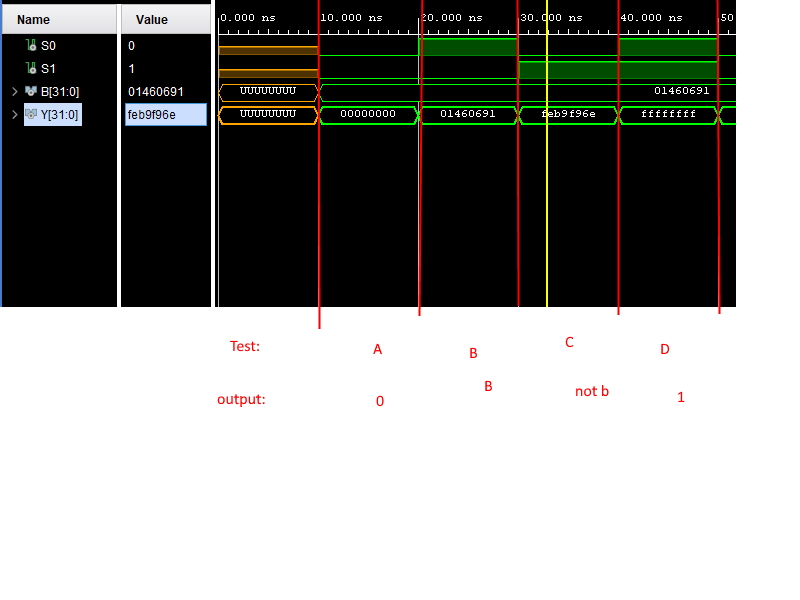 Name Value 0.000 ns 10.000 ns 20.000 ns 30.000 ns 40.000 ns 50
S0 0
S1 1
B[31:0] 01460691 UUUUUUUU 01460691
Y[31:0] feb9f96e UUUUUUUU 00000000 01460691 feb9f96e ffffffff
Test: A B C D
output: 0 B not b 1